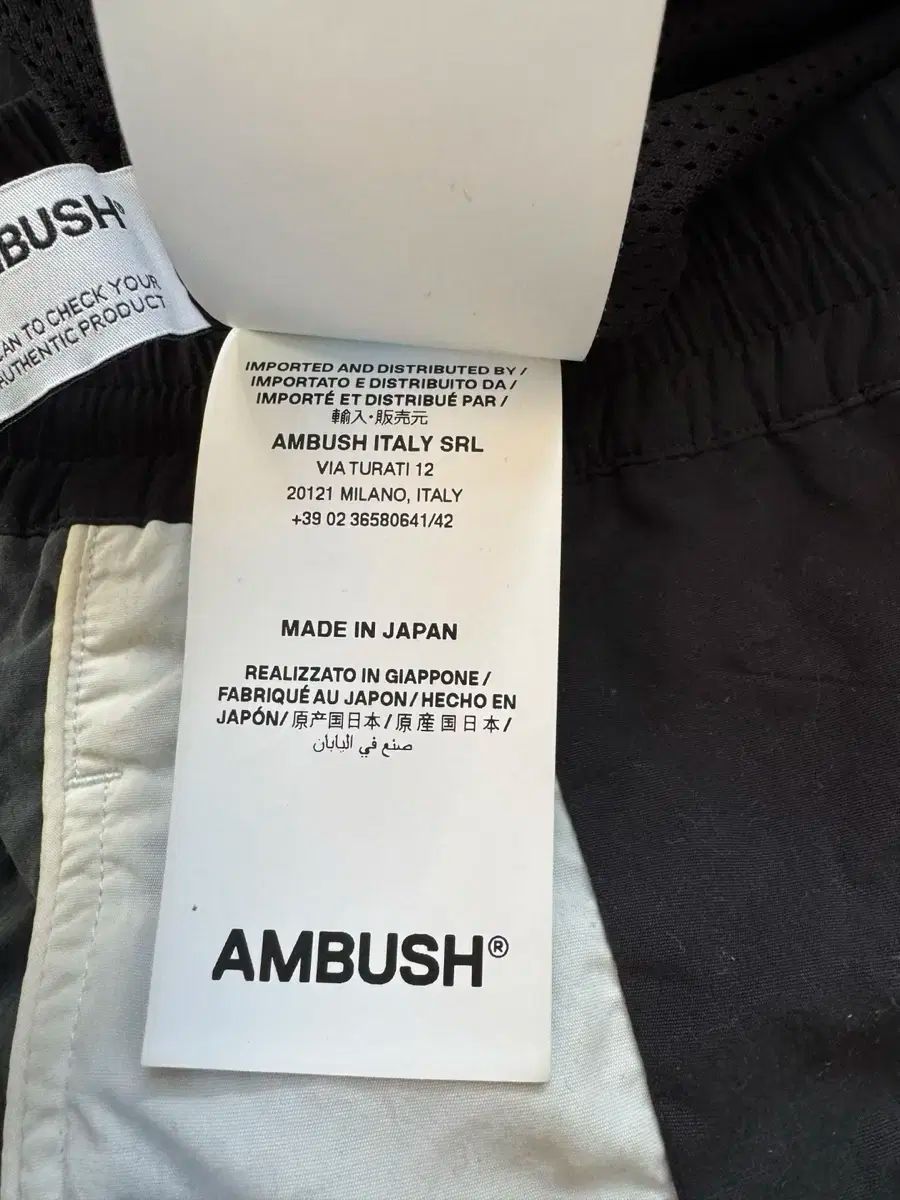 BUSH®
CAN TO CHECK YOUR
AUTHENTIC PRODUCT
IMPORTED AND DISTRIBUTED BY /
IMPORTATO E DISTRIBUITO DA /
IMPORTÉ ET DISTRIBUÉ PAR /
輸入・販売元
AMBUSH ITALY SRL
VIA TURATI 12
20121 MILANO, ITALY
+39 02 36580641/42
MADE IN JAPAN
REALIZZATO IN GIAPPONE /
FABRIQUÉ AU JAPON / HECHO EN
JAPÓN / 原产国日本 / 原産国日本 /
صنع في اليابان
AMBUSH®